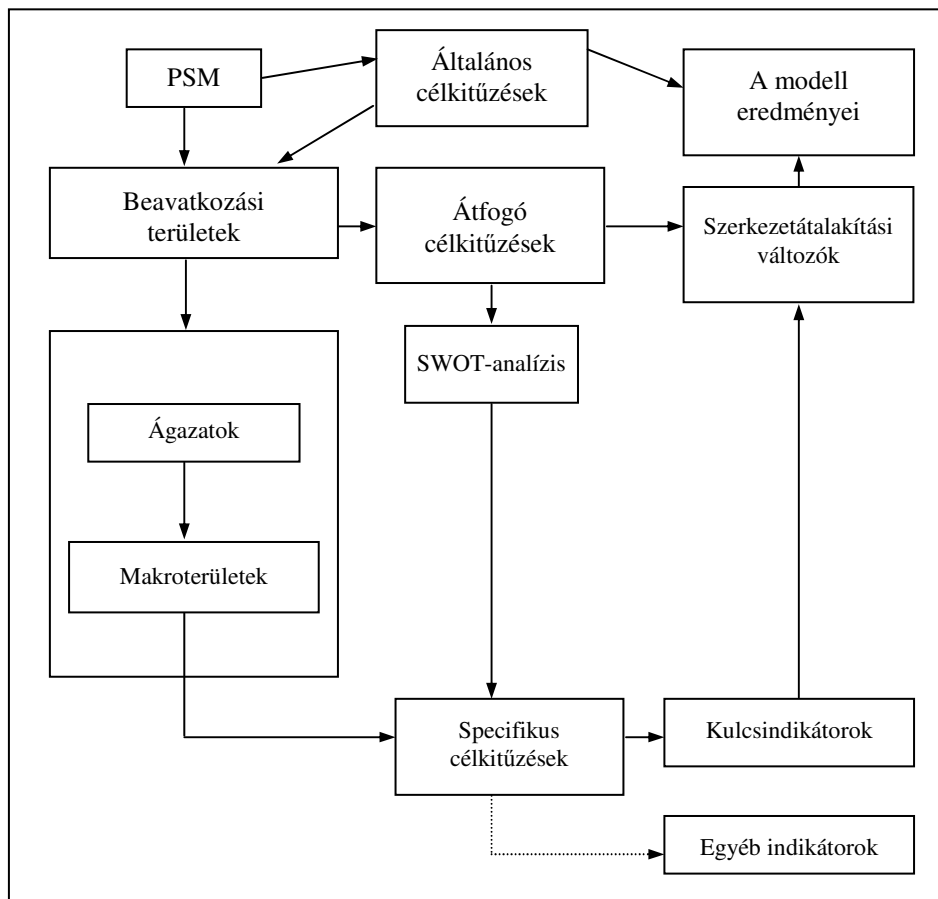 PSM
Általános
célkitűzések
A modell
eredményei
Beavatkozási
területek
Átfogó
célkitűzések
Szerkezetátalakítási
változók
SWOT-analízis
Ágazatok
Makroterületek
Specifikus
célkitűzések
Kulcsindikátorok
Egyéb indikátorok